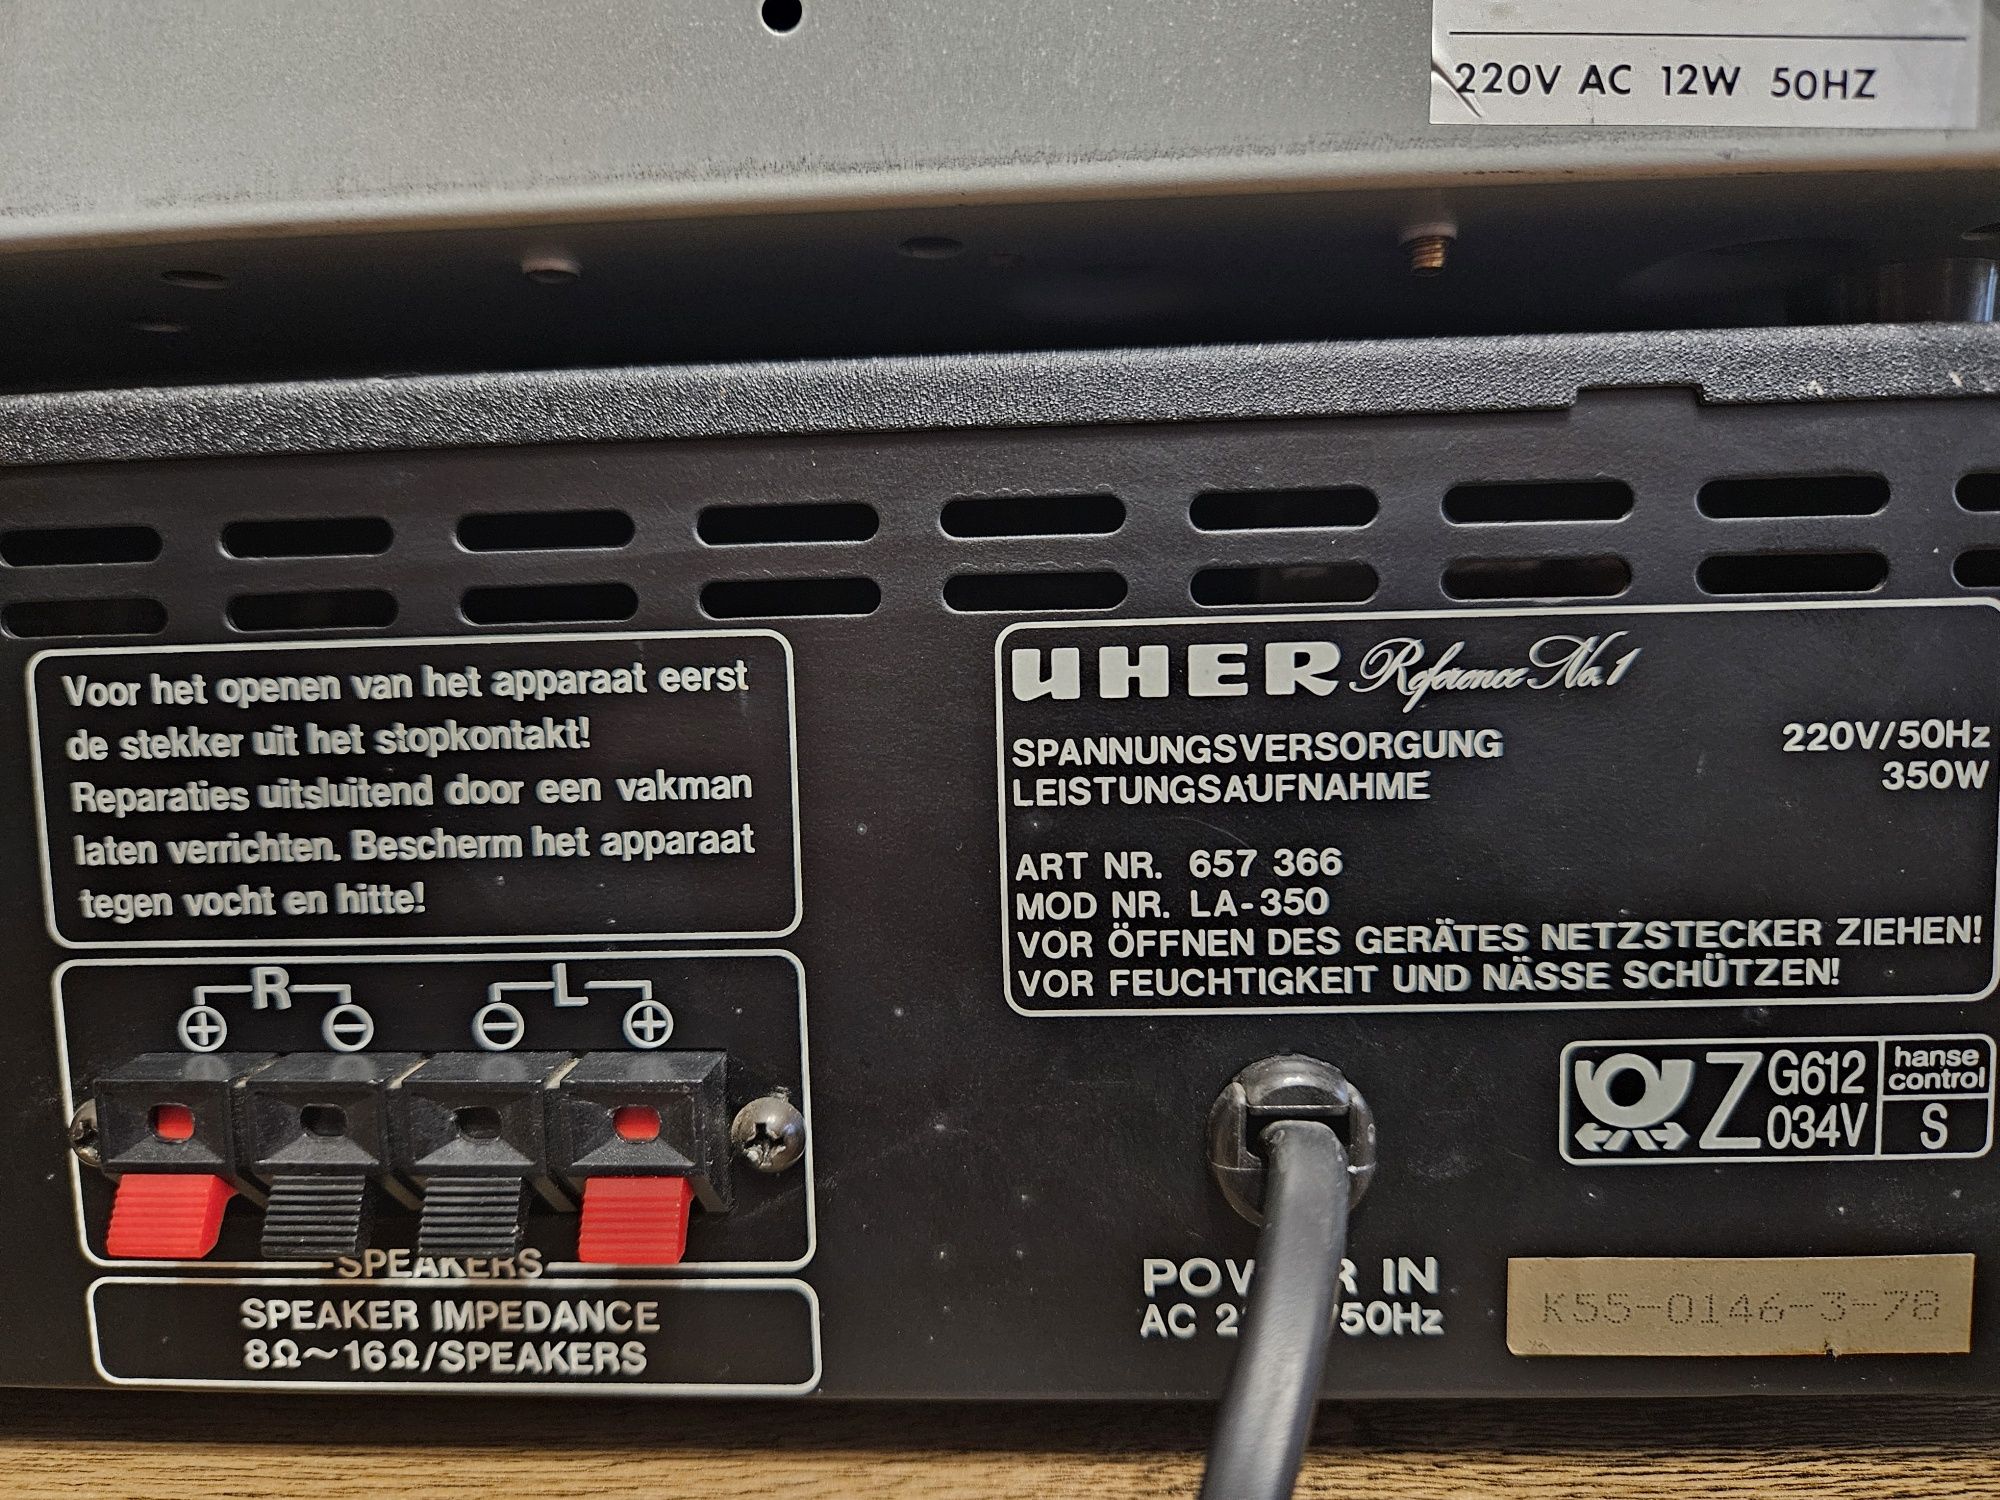 220V AC 12W 50HZ
Voor het openen van het apparaat eerst
de stekker uit het stopkontakt!
Reparaties uitsluitend door een vakman
laten verrichten. Bescherm het apparaat
tegen vocht en hitte!
R L
SPEAKERS
SPEAKER IMPEDANCE
8Ω~16Ω/SPEAKERS
UHER Reference No.1
SPANNUNGSVERSORGUNG 220V/50Hz
LEISTUNGSAUFNAHME 350W
ART NR. 657 366
MOD NR. LA-350
VOR ÖFFNEN DES GERÄTES NETZSTECKER ZIEHEN!
VOR FEUCHTIGKEIT UND NÄSSE SCHÜTZEN!
Z G612 034V
hanse
control
S
POWER IN
AC 2 /50Hz
K55-0146-3-78